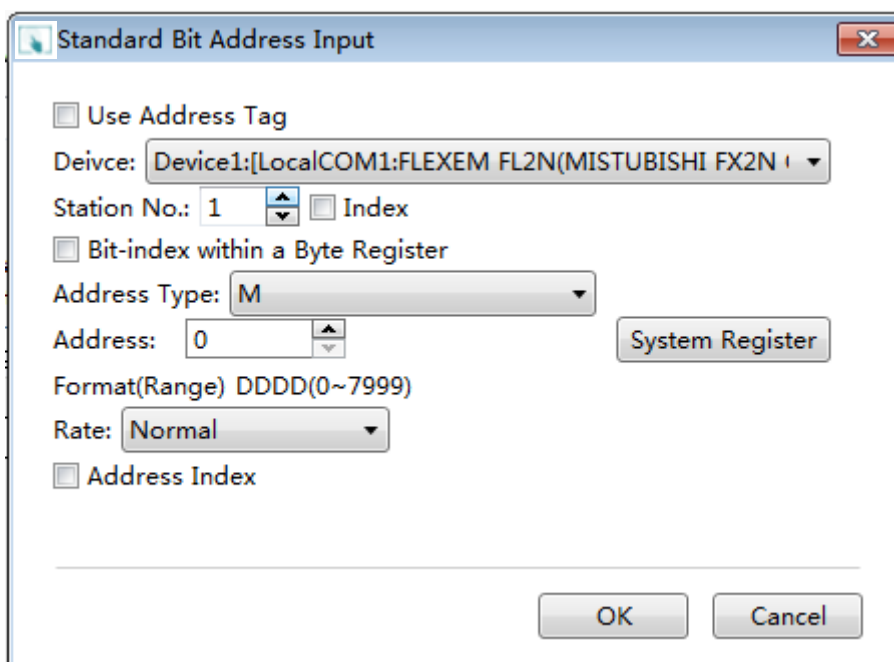 Standard Bit Address Input
Use Address Tag
Deivce: Device1:[LocalCOM1:FLEXEM FL2N(MISTUBISHI FX2N
Station No.: 1 Index
Bit-index within a Byte Register
Address Type: M
Address: 0 System Register
Format(Range) DDDD(0~7999)
Rate: Normal
Address Index
OK Cancel